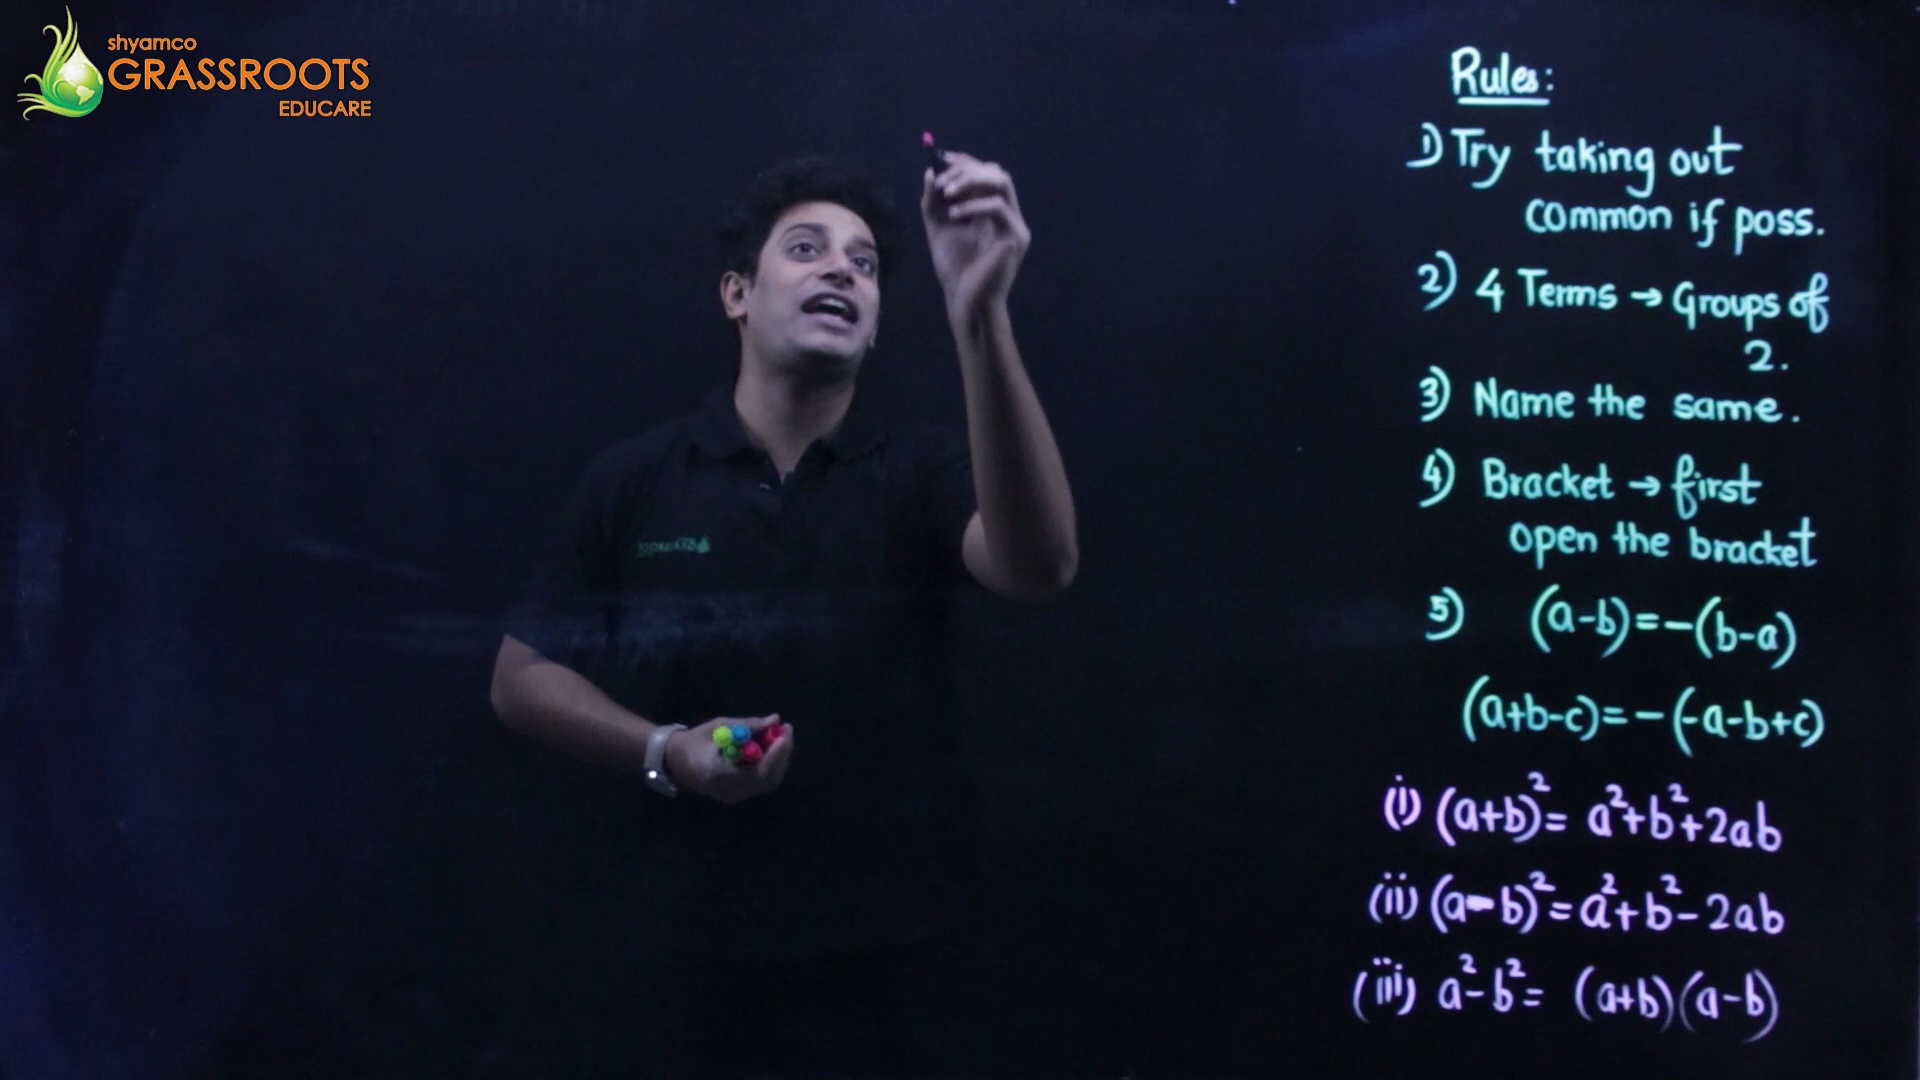 shyamco
GRASSROOTS
EDUCARE
Rules:
1) Try taking out
common if poss.
2) 4 Terms → Groups of
2.
3) Name the same.
4) Bracket → first
open the bracket
5) (a-b)=-(b-a)
(a+b-c)=-(-a-b+c)
(i) (a+b)²= a²+b²+2ab
(ii) (a-b)²=a²+b²-2ab
(iii) a²-b²= (a+b)(a-b)